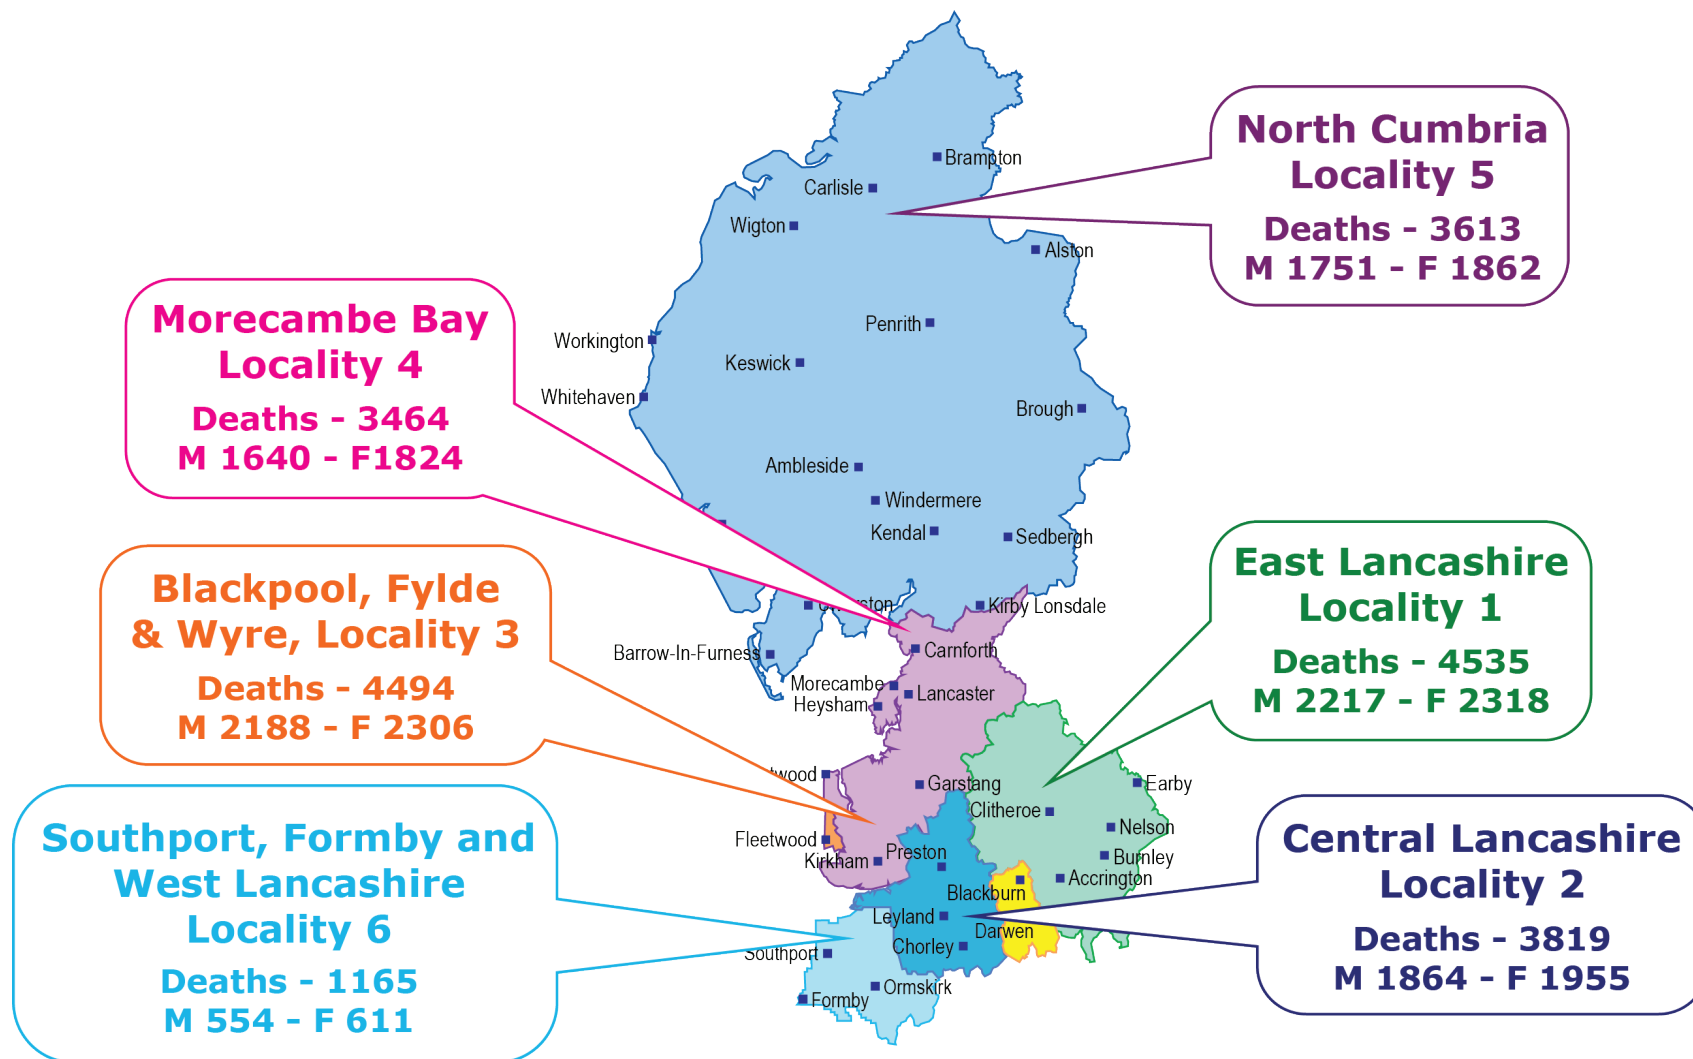 North Cumbria
Locality 5
Deaths - 3613
M 1751 - F 1862
Morecambe Bay
Locality 4
Deaths - 3464
M 1640 - F1824
Blackpool, Fylde
& Wyre, Locality 3
Deaths - 4494
M 2188 - F 2306
East Lancashire
Locality 1
Deaths - 4535
M 2217 - F 2318
Southport, Formby and
West Lancashire
Locality 6
Deaths - 1165
M 554 - F 611
Central Lancashire
Locality 2
Deaths - 3819
M 1864 - F 1955
Brampton
Carlisle
Wigton
Alston
Penrith
Workington
Keswick
Whitehaven
Brough
Ambleside
Windermere
Kendal
Sedbergh
Kirby Lonsdale
Barrow-In-Furness
Carnforth
Morecambe
Lancaster
Heysham
twood
Garstang
Earby
Clitheroe
Nelson
Fleetwood
Preston
Burnley
Kirkham
Accrington
Blackburn
Leyland
Darwen
Chorley
Southport
Ormskirk
Formby